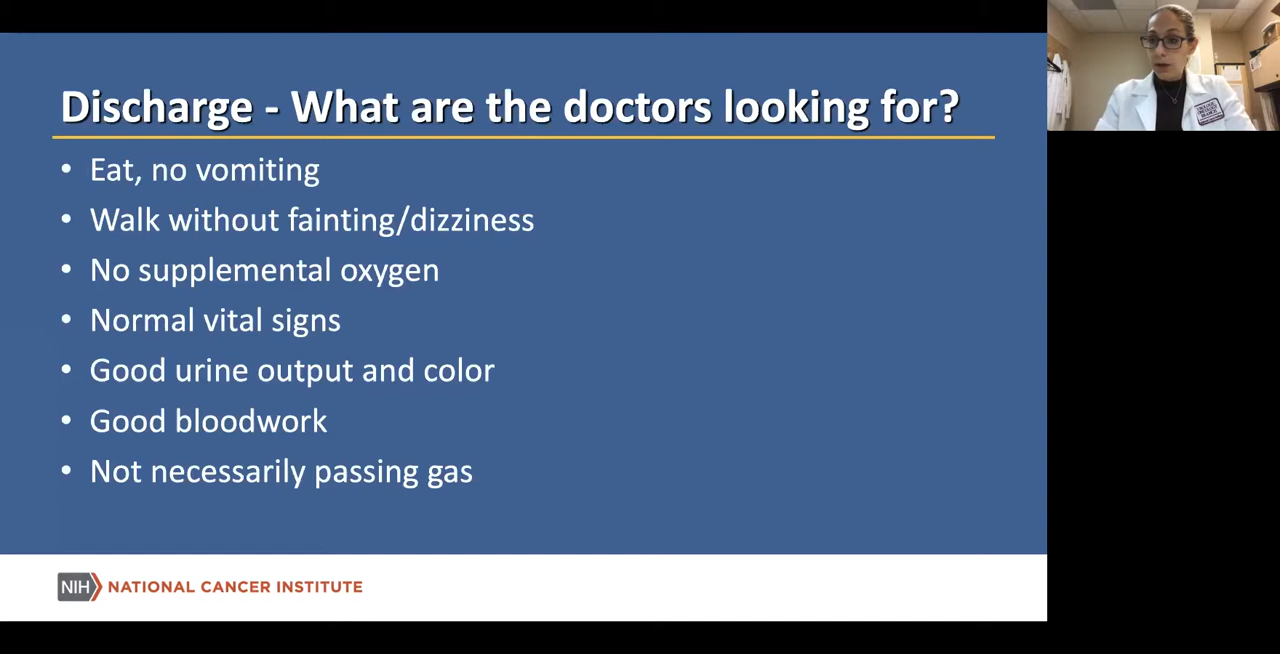 Discharge - What are the doctors looking for?
• Eat, no vomiting
• Walk without fainting/dizziness
• No supplemental oxygen
• Normal vital signs
• Good urine output and color
• Good bloodwork
• Not necessarily passing gas
NIH NATIONAL CANCER INSTITUTE